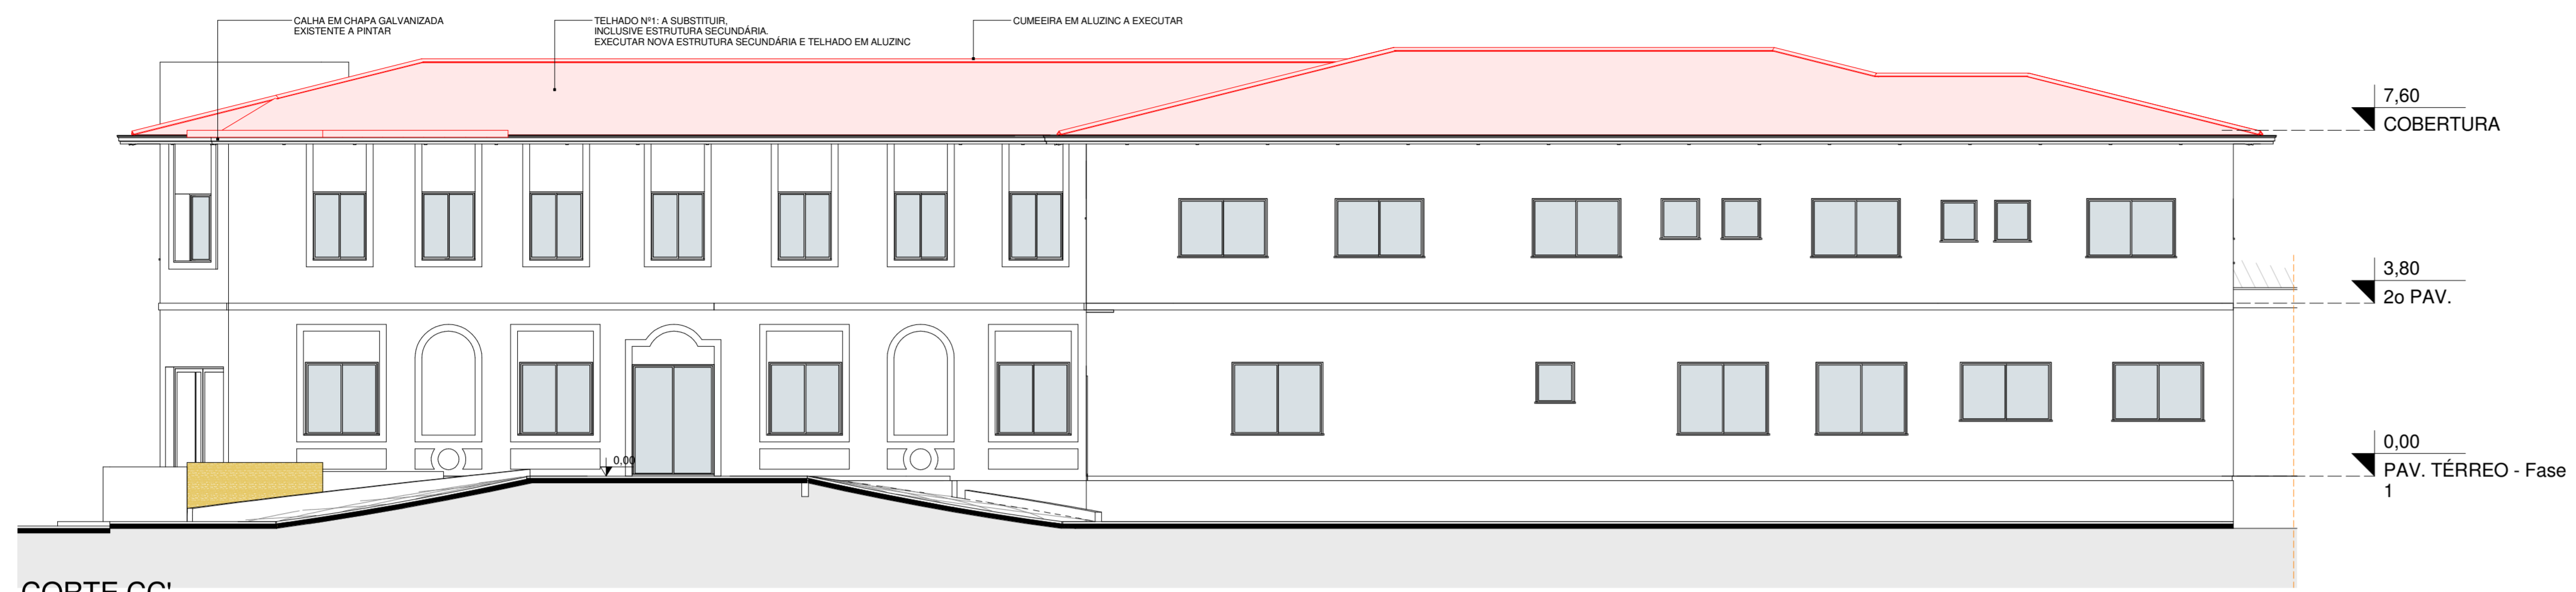 CALHA EM CHAPA GALVANIZADA
EXISTENTE A PINTAR
TELHADO Nº1: A SUBSTITUIR,
INCLUSIVE ESTRUTURA SECUNDÁRIA.
EXECUTAR NOVA ESTRUTURA SECUNDÁRIA E TELHADO EM ALUZINC
CUMEEIRA EM ALUZINC A EXECUTAR
7,60
COBERTURA
3,80
2o PAV.
0,00
PAV. TÉRREO - Fase
1
0,00
CORTE CC'